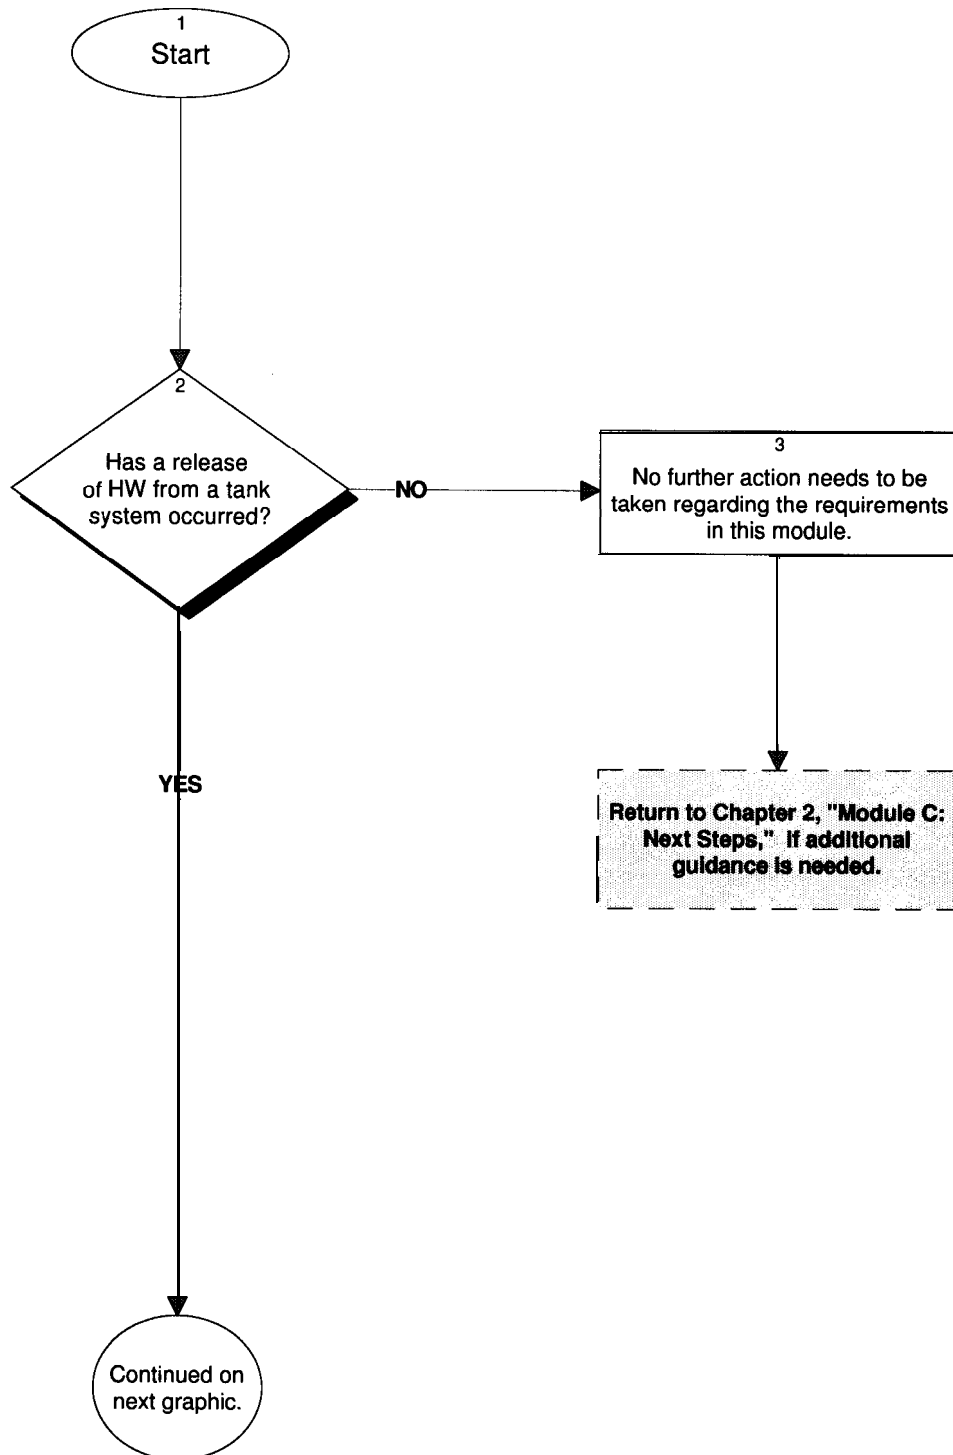 1
Start
2
Has a release
of HW from a tank
system occurred?
NO
3
No further action needs to be
taken regarding the requirements
in this module.
YES
Return to Chapter 2, "Module C:
Next Steps," if additional
guidance is needed.
Continued on
next graphic.